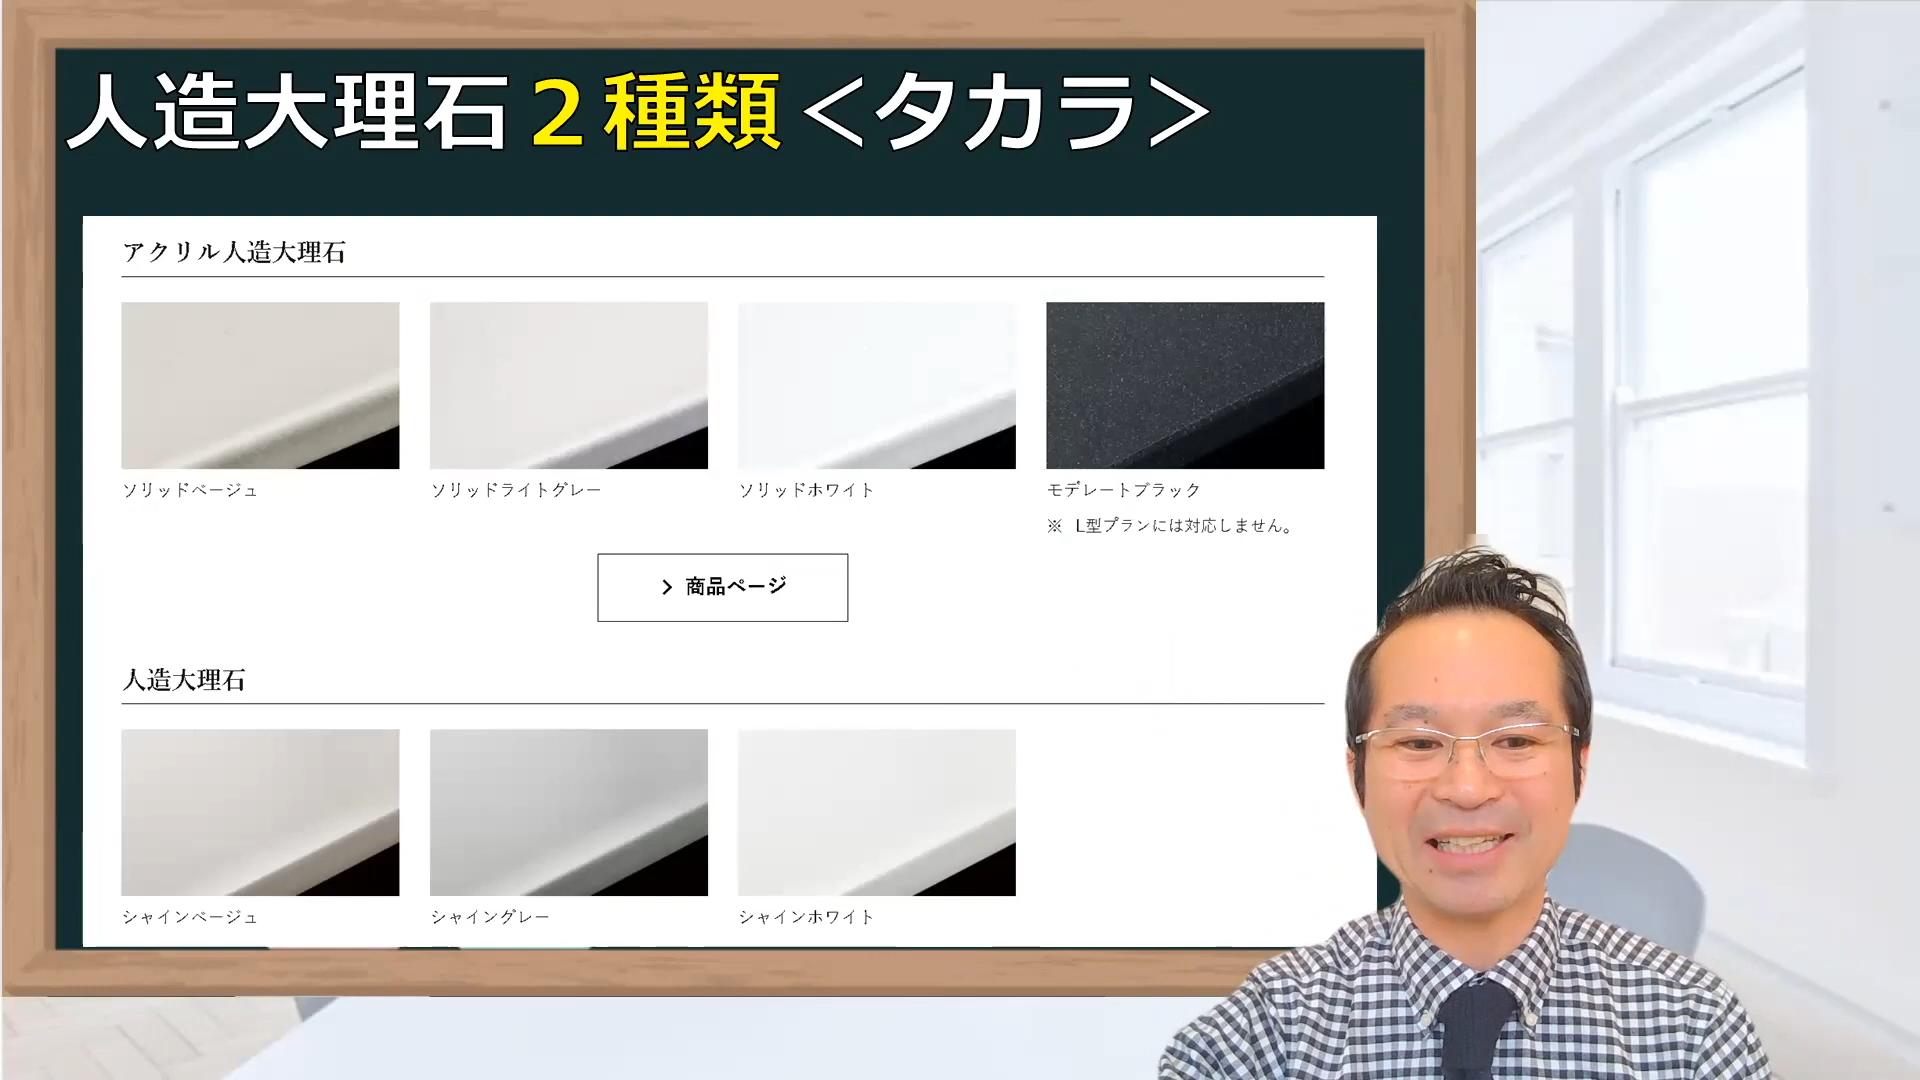 人造大理石２種類＜タカラ＞
アクリル人造大理石
ソリッドベージュ
ソリッドライトグレー
ソリッドホワイト
モデレートブラック
※ L型プランには対応しません。
> 商品ページ
人造大理石
シャインベージュ
シャイングレー
シャインホワイト